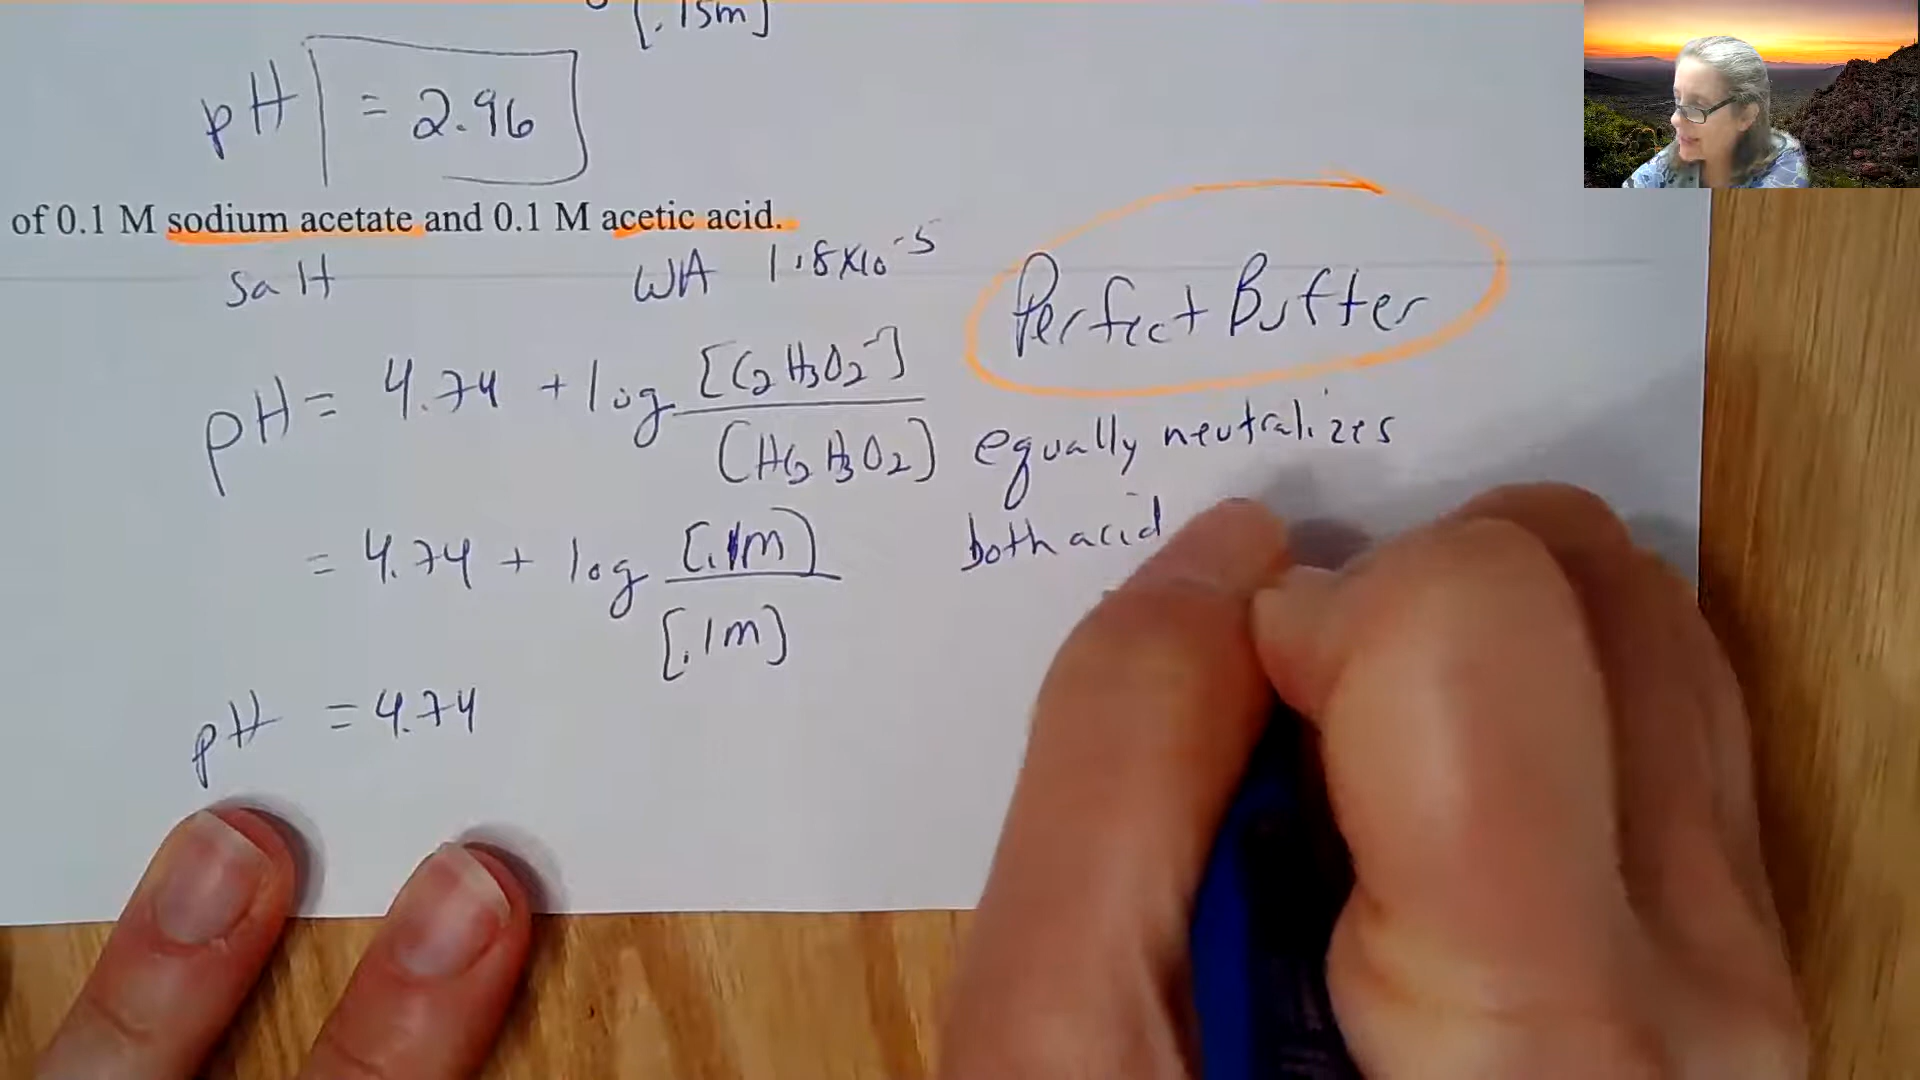 [.15m]
pH = 2.96
of 0.1 M sodium acetate and 0.1 M acetic acid.
Salt WA 1.8x10-5
Perfect Buffer
pH = 4.74 + log [C2H3O2-]
[HC2H3O2]
equally neutralizes
both acid
= 4.74 + log [.1m]
[.1m]
pH = 4.74